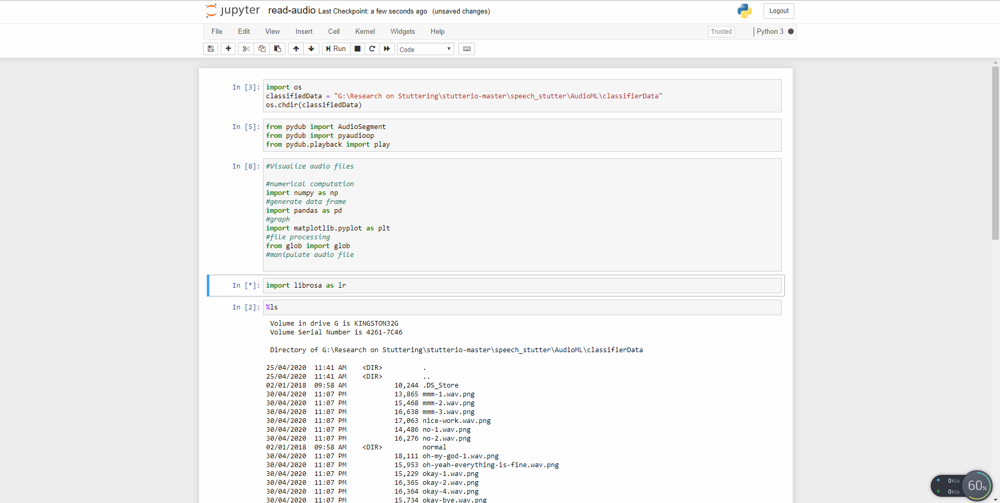 jupyter read-audio Last Checkpoint: a few seconds ago (unsaved changes)
Logout
File Edit View Insert Cell Kernel Widgets Help
Trusted
Python 3
Run
Code
In [3]: import os
classifiedData = "G:\Research on Stuttering\stutterio-master\speech_stutter\AudioML\classifierData"
os.chdir(classifiedData)
In [5]: from pydub import AudioSegment
from pydub import pyaudioop
from pydub.playback import play
In [8]: #Visualize audio files
#numerical computation
import numpy as np
#generate data frame
import pandas as pd
#graph
import matplotlib.pyplot as plt
#file processing
from glob import glob
#manipulate audio file
In [*]: import librosa as lr
In [2]: %ls
Volume in drive G is KINGSTON32G
Volume Serial Number is 4261-7C46
Directory of G:\Research on Stuttering\stutterio-master\speech_stutter\AudioML\classifierData
25/04/2020 11:41 AM <DIR> .
25/04/2020 11:41 AM <DIR> ..
02/01/2018 09:58 AM 10,244 .DS_Store
30/04/2020 11:07 PM 13,865 mmm-1.wav.png
30/04/2020 11:07 PM 15,468 mmm-2.wav.png
30/04/2020 11:07 PM 16,638 mmm-3.wav.png
30/04/2020 11:07 PM 17,063 nice-work.wav.png
30/04/2020 11:07 PM 14,486 no-1.wav.png
30/04/2020 11:07 PM 16,276 no-2.wav.png
02/01/2018 09:58 AM <DIR> normal
30/04/2020 11:07 PM 18,111 oh-my-god-1.wav.png
30/04/2020 11:07 PM 15,953 oh-yeah-everything-is-fine.wav.png
30/04/2020 11:07 PM 15,229 okay-1.wav.png
30/04/2020 11:07 PM 16,365 okay-2.wav.png
30/04/2020 11:07 PM 16,364 okay-4.wav.png
30/04/2020 11:07 PM 15,734 okay-bye.wav.png
0K/s
0K/s
60%